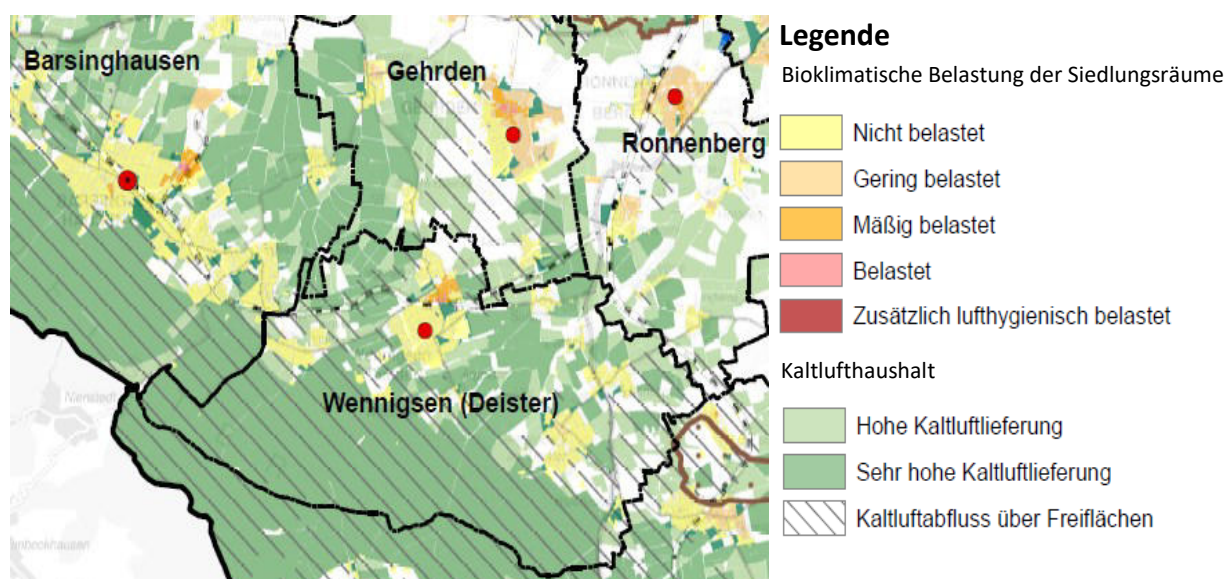 Barsinghausen
Gehrden
Ronnenberg
Wennigsen (Deister)
Nienstedt
Legende
Bioklimatische Belastung der Siedlungsräume
Nicht belastet
Gering belastet
Mäßig belastet
Belastet
Zusätzlich lufthygienisch belastet
Kaltlufthaushalt
Hohe Kaltluftlieferung
Sehr hohe Kaltluftlieferung
Kaltluftabfluss über Freiflächen